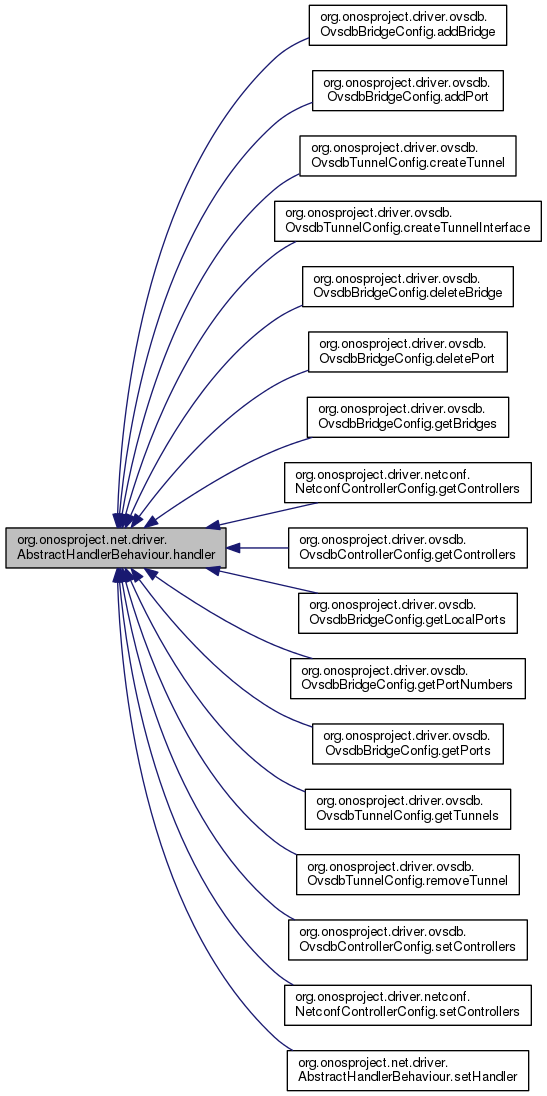 org.onosproject.driver.ovsdb.
OvsdbBridgeConfig.addBridge
org.onosproject.driver.ovsdb.
OvsdbBridgeConfig.addPort
org.onosproject.driver.ovsdb.
OvsdbTunnelConfig.createTunnel
org.onosproject.driver.ovsdb.
OvsdbTunnelConfig.createTunnelInterface
org.onosproject.driver.ovsdb.
OvsdbBridgeConfig.deleteBridge
org.onosproject.driver.ovsdb.
OvsdbBridgeConfig.deletePort
org.onosproject.driver.ovsdb.
OvsdbBridgeConfig.getBridges
org.onosproject.driver.netconf.
NetconfControllerConfig.getControllers
org.onosproject.net.driver.
AbstractHandlerBehaviour.handler
org.onosproject.driver.ovsdb.
OvsdbControllerConfig.getControllers
org.onosproject.driver.ovsdb.
OvsdbBridgeConfig.getLocalPorts
org.onosproject.driver.ovsdb.
OvsdbBridgeConfig.getPortNumbers
org.onosproject.driver.ovsdb.
OvsdbBridgeConfig.getPorts
org.onosproject.driver.ovsdb.
OvsdbTunnelConfig.getTunnels
org.onosproject.driver.ovsdb.
OvsdbTunnelConfig.removeTunnel
org.onosproject.driver.ovsdb.
OvsdbControllerConfig.setControllers
org.onosproject.driver.netconf.
NetconfControllerConfig.setControllers
org.onosproject.net.driver.
AbstractHandlerBehaviour.setHandler